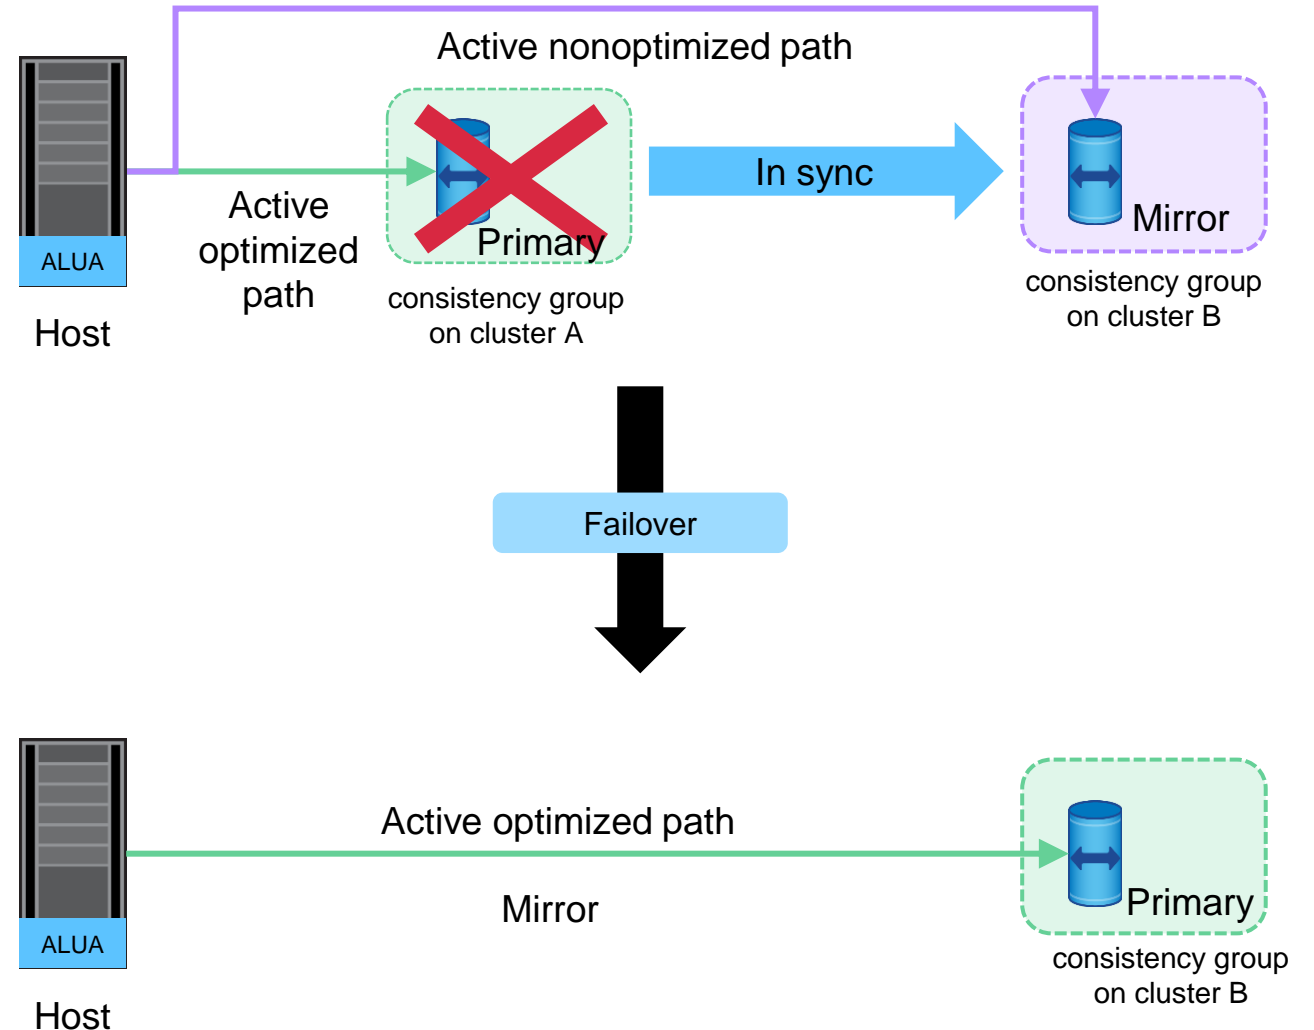 Active nonoptimized path
ALUA
Host
Active
optimized
path
Primary
consistency group
on cluster A
In sync
Mirror
consistency group
on cluster B
Failover
ALUA
Host
Active optimized path
Mirror
Primary
consistency group
on cluster B